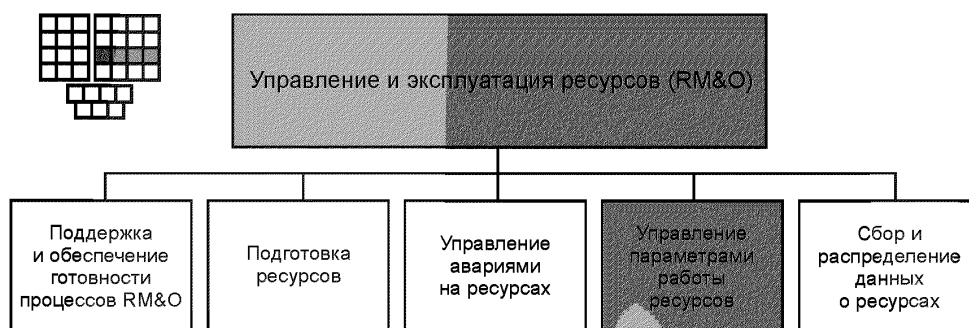 Управление и эксплуатация ресурсов (RM&O)
Поддержка
и обеспечение
готовности
процессов RM&O
Подготовка
ресурсов
Управление
авариями
на ресурсах
Управление
параметрами
работы
ресурсов
Сбор и
распределение
данных
о ресурсах